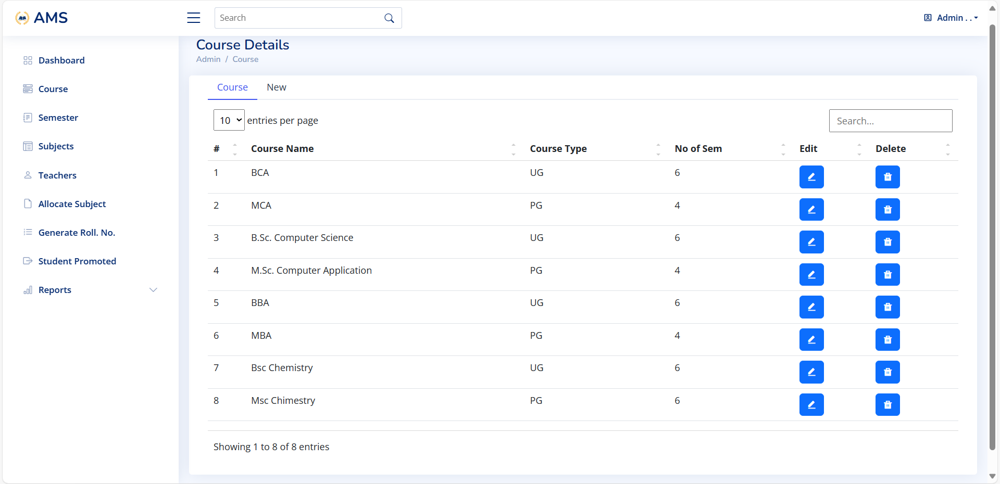 AMS
Search
Admin . .
Dashboard
Course
Semester
Subjects
Teachers
Allocate Subject
Generate Roll. No.
Student Promoted
Reports
Course Details
Admin / Course
Course New
10 entries per page
Search...
# Course Name Course Type No of Sem Edit Delete
1 BCA UG 6
2 MCA PG 4
3 B.Sc. Computer Science UG 6
4 M.Sc. Computer Application PG 4
5 BBA UG 6
6 MBA PG 4
7 Bsc Chemistry UG 6
8 Msc Chimestry PG 6
Showing 1 to 8 of 8 entries